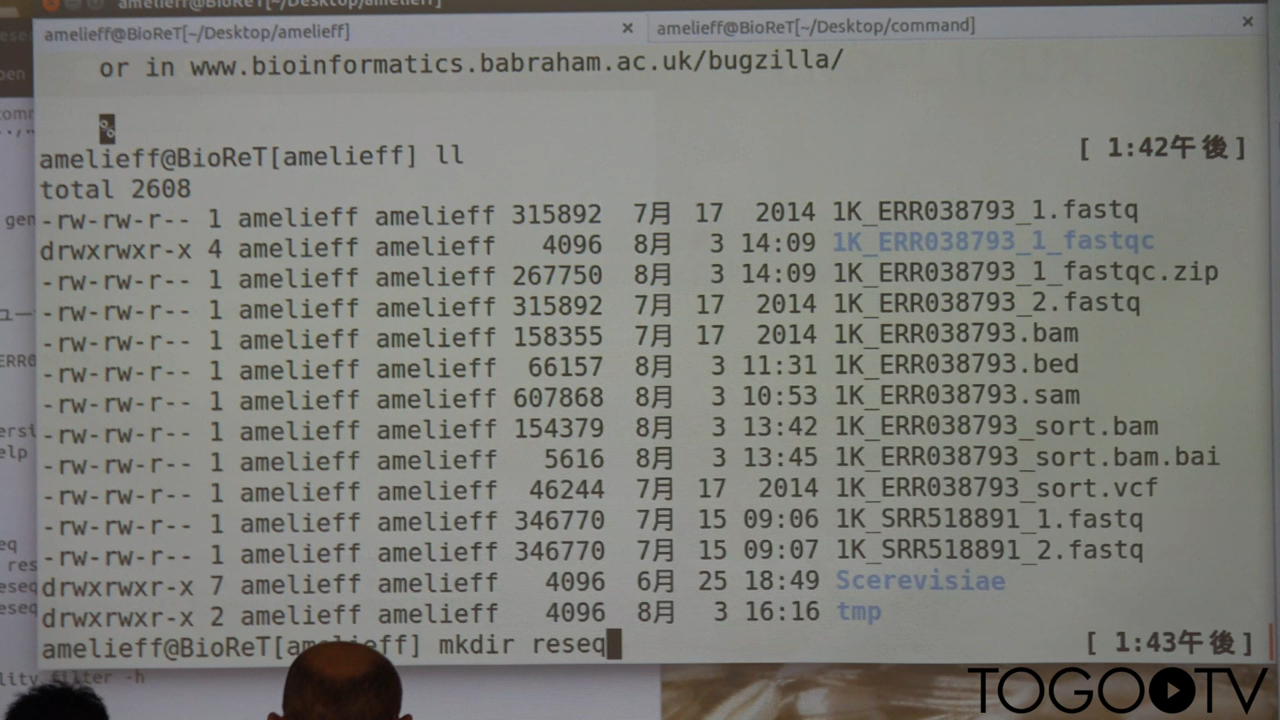 amelieff@BioReT[~/Desktop/amelieff]
amelieff@BioReT[~/Desktop/amelieff] × amelieff@BioReT[~/Desktop/command] ×
or in www.bioinformatics.babraham.ac.uk/bugzilla/
%
amelieff@BioReT[amelieff] ll [ 1:42午後]
total 2608
-rw-rw-r-- 1 amelieff amelieff 315892 7月 17 2014 1K_ERR038793_1.fastq
drwxrwxr-x 4 amelieff amelieff 4096 8月 3 14:09 1K_ERR038793_1_fastqc
-rw-rw-r-- 1 amelieff amelieff 267750 8月 3 14:09 1K_ERR038793_1_fastqc.zip
-rw-rw-r-- 1 amelieff amelieff 315892 7月 17 2014 1K_ERR038793_2.fastq
-rw-rw-r-- 1 amelieff amelieff 158355 7月 17 2014 1K_ERR038793.bam
-rw-rw-r-- 1 amelieff amelieff 66157 8月 3 11:31 1K_ERR038793.bed
-rw-rw-r-- 1 amelieff amelieff 607868 8月 3 10:53 1K_ERR038793.sam
-rw-rw-r-- 1 amelieff amelieff 154379 8月 3 13:42 1K_ERR038793_sort.bam
-rw-rw-r-- 1 amelieff amelieff 5616 8月 3 13:45 1K_ERR038793_sort.bam.bai
-rw-rw-r-- 1 amelieff amelieff 46244 7月 17 2014 1K_ERR038793_sort.vcf
-rw-rw-r-- 1 amelieff amelieff 346770 7月 15 09:06 1K_SRR518891_1.fastq
-rw-rw-r-- 1 amelieff amelieff 346770 7月 15 09:07 1K_SRR518891_2.fastq
drwxrwxr-x 7 amelieff amelieff 4096 6月 25 18:49 Scerevisiae
drwxrwxr-x 2 amelieff amelieff 4096 8月 3 16:16 tmp
amelieff@BioReT[am eff] mkdir reseq [ 1:43午後]
filter -h
TOGO TV